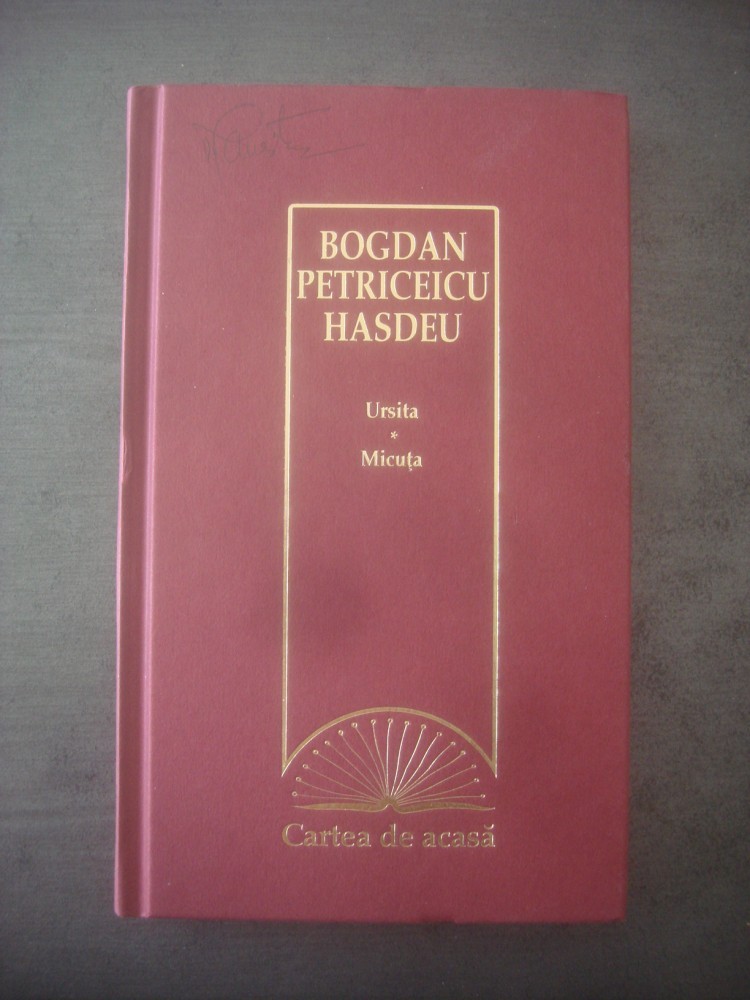 BOGDAN
PETRICEICU
HASDEU
Ursita
*
Micuța
Cartea de acasă